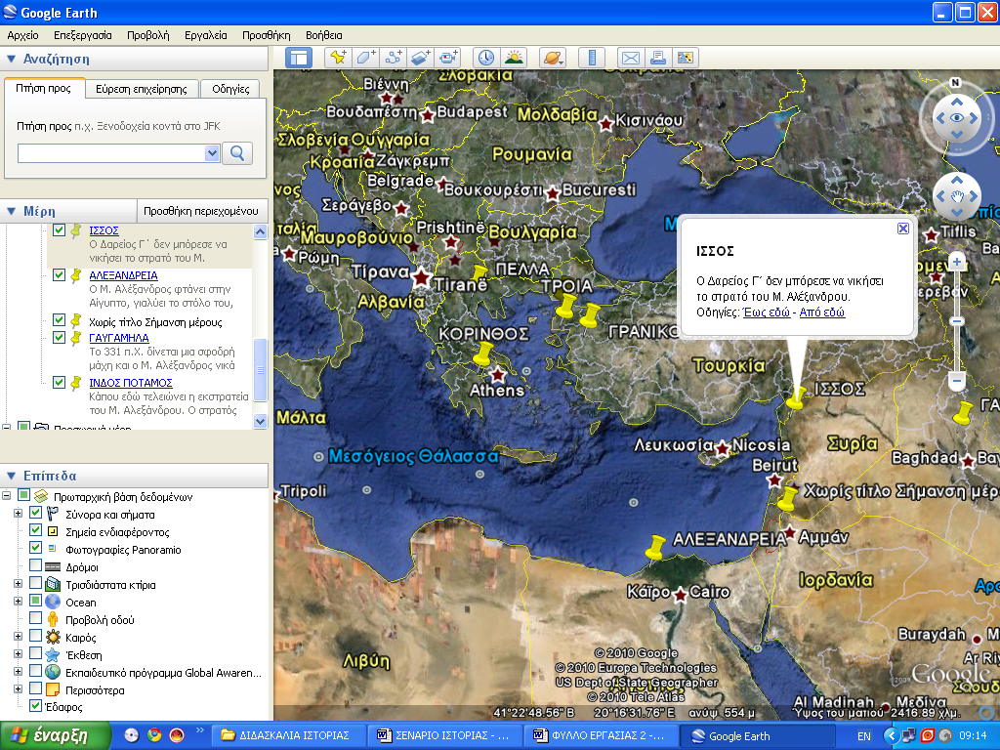 Google Earth
Αρχείο Επεξεργασία Προβολή Εργαλεία Προσθήκη Βοήθεια
Αναζήτηση
Πτήση προς Εύρεση επιχείρησης Οδηγίες
Πτήση προς π.χ. Ξενοδοχεία κοντά στο JFK
Μέρη
Προσθήκη περιεχομένου
ΙΣΣΟΣ
Ο Δαρείος Γ΄ δεν μπόρεσε να
νικήσει το στρατό του Μ.
ΑΛΕΞΑΝΔΡΕΙΑ
Ο Μ. Αλέξανδρος φτάνει στην
Αίγυπτο, γιαλύει το στόλο του,
Χωρίς τίτλο Σήμανση μέρους
ΓΑΥΓΑΜΗΛΑ
Το 331 π.Χ. δίνεται μια σφοδρή
μάχη και ο Μ. Αλέξανδρος νικά
ΙΝΔΟΣ ΠΟΤΑΜΟΣ
Κάπου εδώ τελειώνει η εκστρατεία
του Μ. Αλεξάνδρου. Ο στρατός
Προσωρινά μέρη
Επίπεδα
Πρωταρχική βάση δεδομένων
Σύνορα και σήματα
Σημεία ενδιαφέροντος
Φωτογραφίες Panoramio
Δρόμοι
Τρισδιάστατα κτίρια
Ocean
Προβολή οδού
Καιρός
Έκθεση
Εκπαιδευτικό πρόγραμμα Global Awaren...
Περισσότερα
Έδαφος
Σλοβακία
Ουκρανία
Βιέννη
Βουδαπέστη Budapest
Μολδαβία
Κισινάου
Σλοβενία Ουγγαρία
Κροατία Ζάγκρεμπ
Ρουμανία
Belgrade
Βουκουρέστι Bucuresti
Σεράγεβο
Prishtinë
Βουλγαρία
Μαυροβούνιο
Ρώμη
Τίρανα
Tiranë
ΠΕΛΛΑ
ΤΡΟΙΑ
Αλβανία
ΚΟΡΙΝΘΟΣ
ΓΡΑΝΙΚΟ
Athens
Τουρκία
Tiflis
N
ΙΣΣΟΣ
Ο Δαρείος Γ΄ δεν μπόρεσε να νικήσει
το στρατό του Μ. Αλέξανδρου.
Οδηγίες: Έως εδώ - Από εδώ
ΙΣΣΟΣ
ΓΑ
Μάλτα
Μεσόγειος Θάλασσα
Λευκωσία Nicosia
Συρία
Beirut
Baghdad
Tripoli
Χωρίς τίτλο Σήμανση μέρ
ΑΛΕΞΑΝΔΡΕΙΑ
Αμμάν
Κάϊρο Cairo
Ιορδανία
Λιβύη
Buraydah
Ar Riy
Al Madinah Μεδίνα
© 2010 Google
© 2010 Europa Technologies
US Dept of State Geographer
© 2010 Tele Atlas
©2009 Google
41°22'48.56" Β 20°16'31.76" Ε ανύψ 554 μ Ύψος του ματιού 2416.89 χλμ.
έναρξη
ΔΙΔΑΣΚΑΛΙΑ ΙΣΤΟΡΙΑΣ
ΣΕΝΑΡΙΟ ΙΣΤΟΡΙΑΣ - ...
ΦΥΛΛΟ ΕΡΓΑΣΙΑΣ 2 - ...
Google Earth
EN
09:14